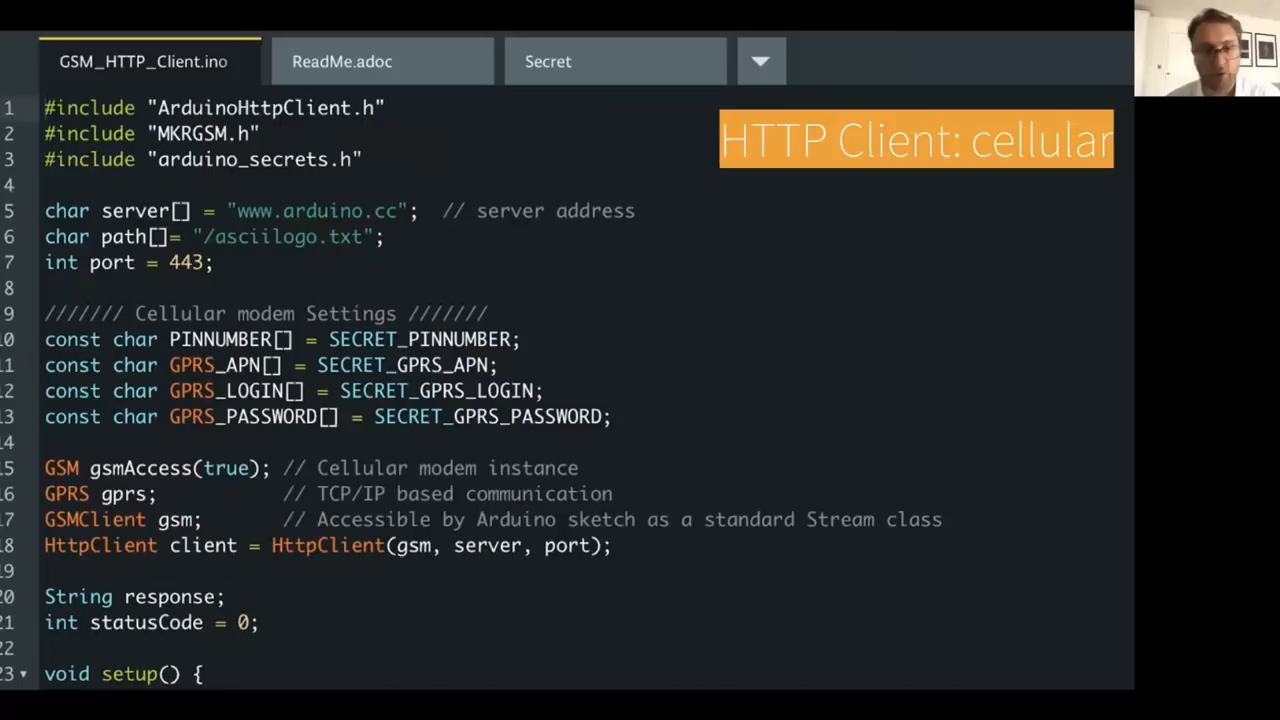 GSM_HTTP_Client.ino ReadMe.adoc Secret
HTTP Client: cellular
1 #include "ArduinoHttpClient.h"
2 #include "MKRGSM.h"
3 #include "arduino_secrets.h"
4
5 char server[] = "www.arduino.cc";  // server address
6 char path[]= "/asciilogo.txt";
7 int port = 443;
8
9 /////// Cellular modem Settings ///////
10 const char PINNUMBER[] = SECRET_PINNUMBER;
11 const char GPRS_APN[] = SECRET_GPRS_APN;
12 const char GPRS_LOGIN[] = SECRET_GPRS_LOGIN;
13 const char GPRS_PASSWORD[] = SECRET_GPRS_PASSWORD;
14
15 GSM gsmAccess(true); // Cellular modem instance
16 GPRS gprs;           // TCP/IP based communication
17 GSMClient gsm;       // Accessible by Arduino sketch as a standard Stream class
18 HttpClient client = HttpClient(gsm, server, port);
19
20 String response;
21 int statusCode = 0;
22
23 void setup() {